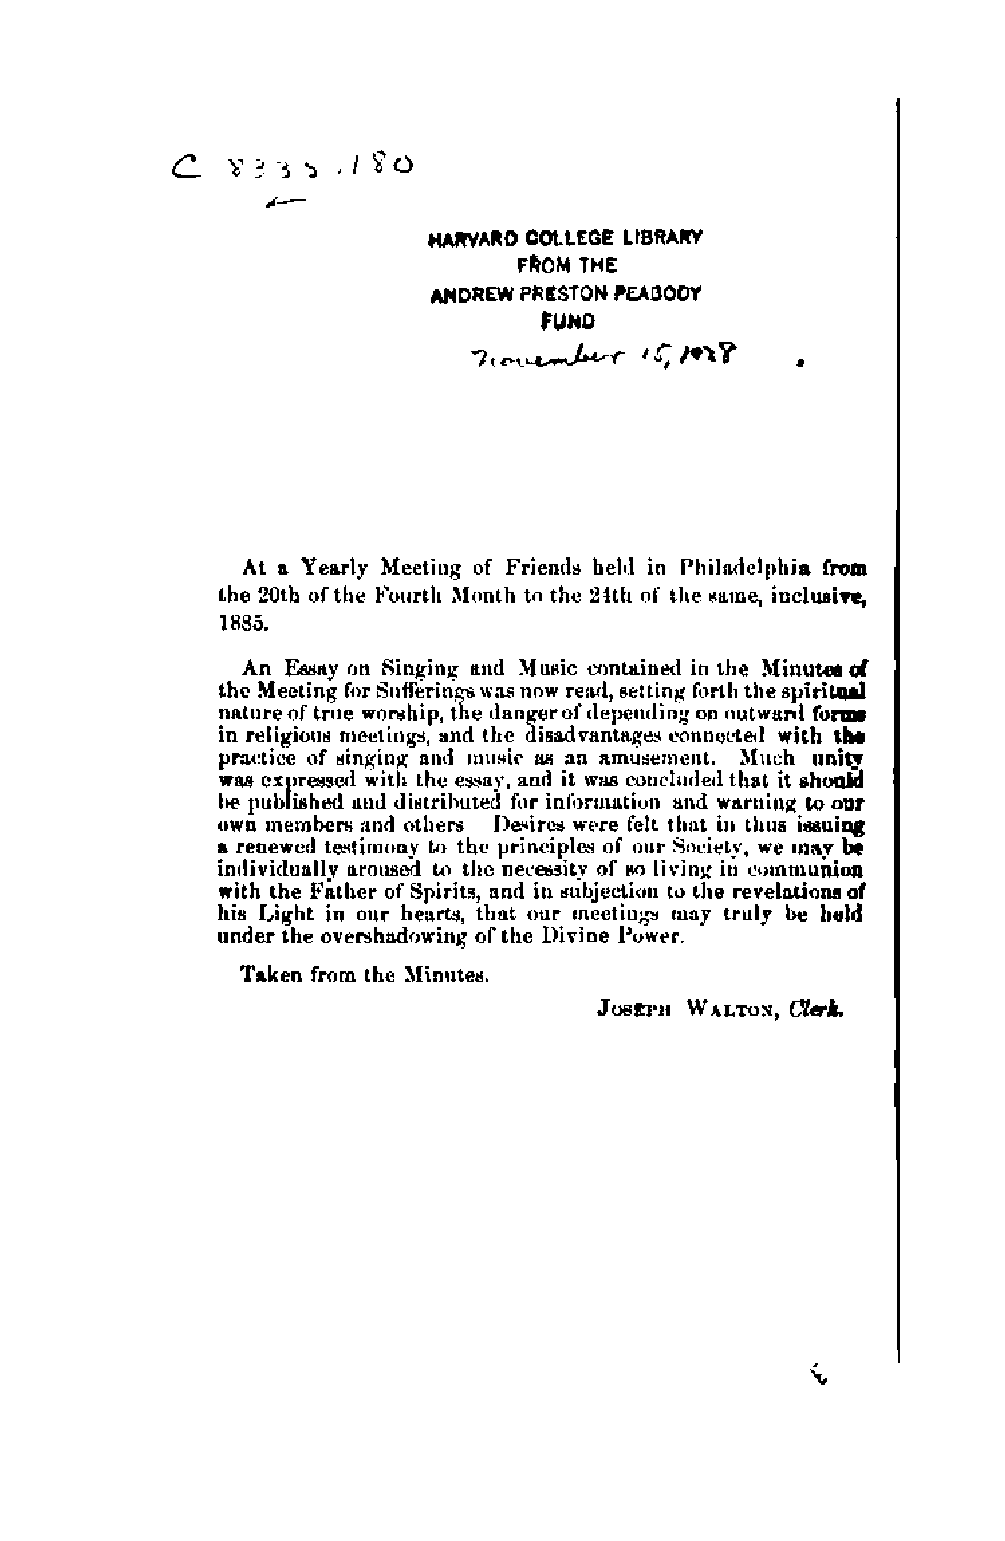 C 8335.180
HARVARD COLLEGE LIBRARY
FROM THE
ANDREW PRESTON PEABODY
FUND
November 15, 1928
At a Yearly Meeting of Friends held in Philadelphia from
the 20th of the Fourth Month to the 24th of the same, inclusive,
1885.
An Essay on Singing and Music contained in the Minutes of
the Meeting for Sufferings was now read, setting forth the spiritual
nature of true worship, the danger of depending on outward forms
in religious meetings, and the disadvantages connected with the
practice of singing and music as an amusement. Much unity
was expressed with the essay, and it was concluded that it should
be published and distributed for information and warning to our
own members and others Desires were felt that in thus issuing
a renewed testimony to the principles of our Society, we may be
individually aroused to the necessity of so living in communion
with the Father of Spirits, and in subjection to the revelations of
his Light in our hearts, that our meetings may truly be held
under the overshadowing of the Divine Power.
Taken from the Minutes.
JOSEPH WALTON, Clerk.